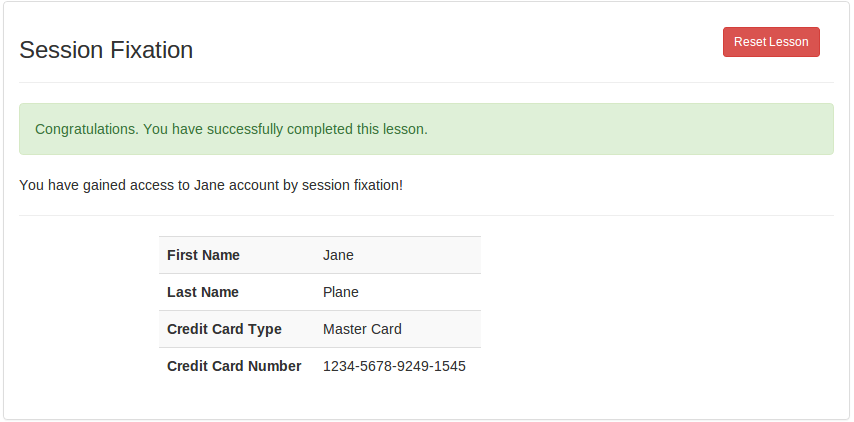 Session Fixation
Reset Lesson
Congratulations. You have successfully completed this lesson.
You have gained access to Jane account by session fixation!
First Name Jane
Last Name Plane
Credit Card Type Master Card
Credit Card Number 1234-5678-9249-1545